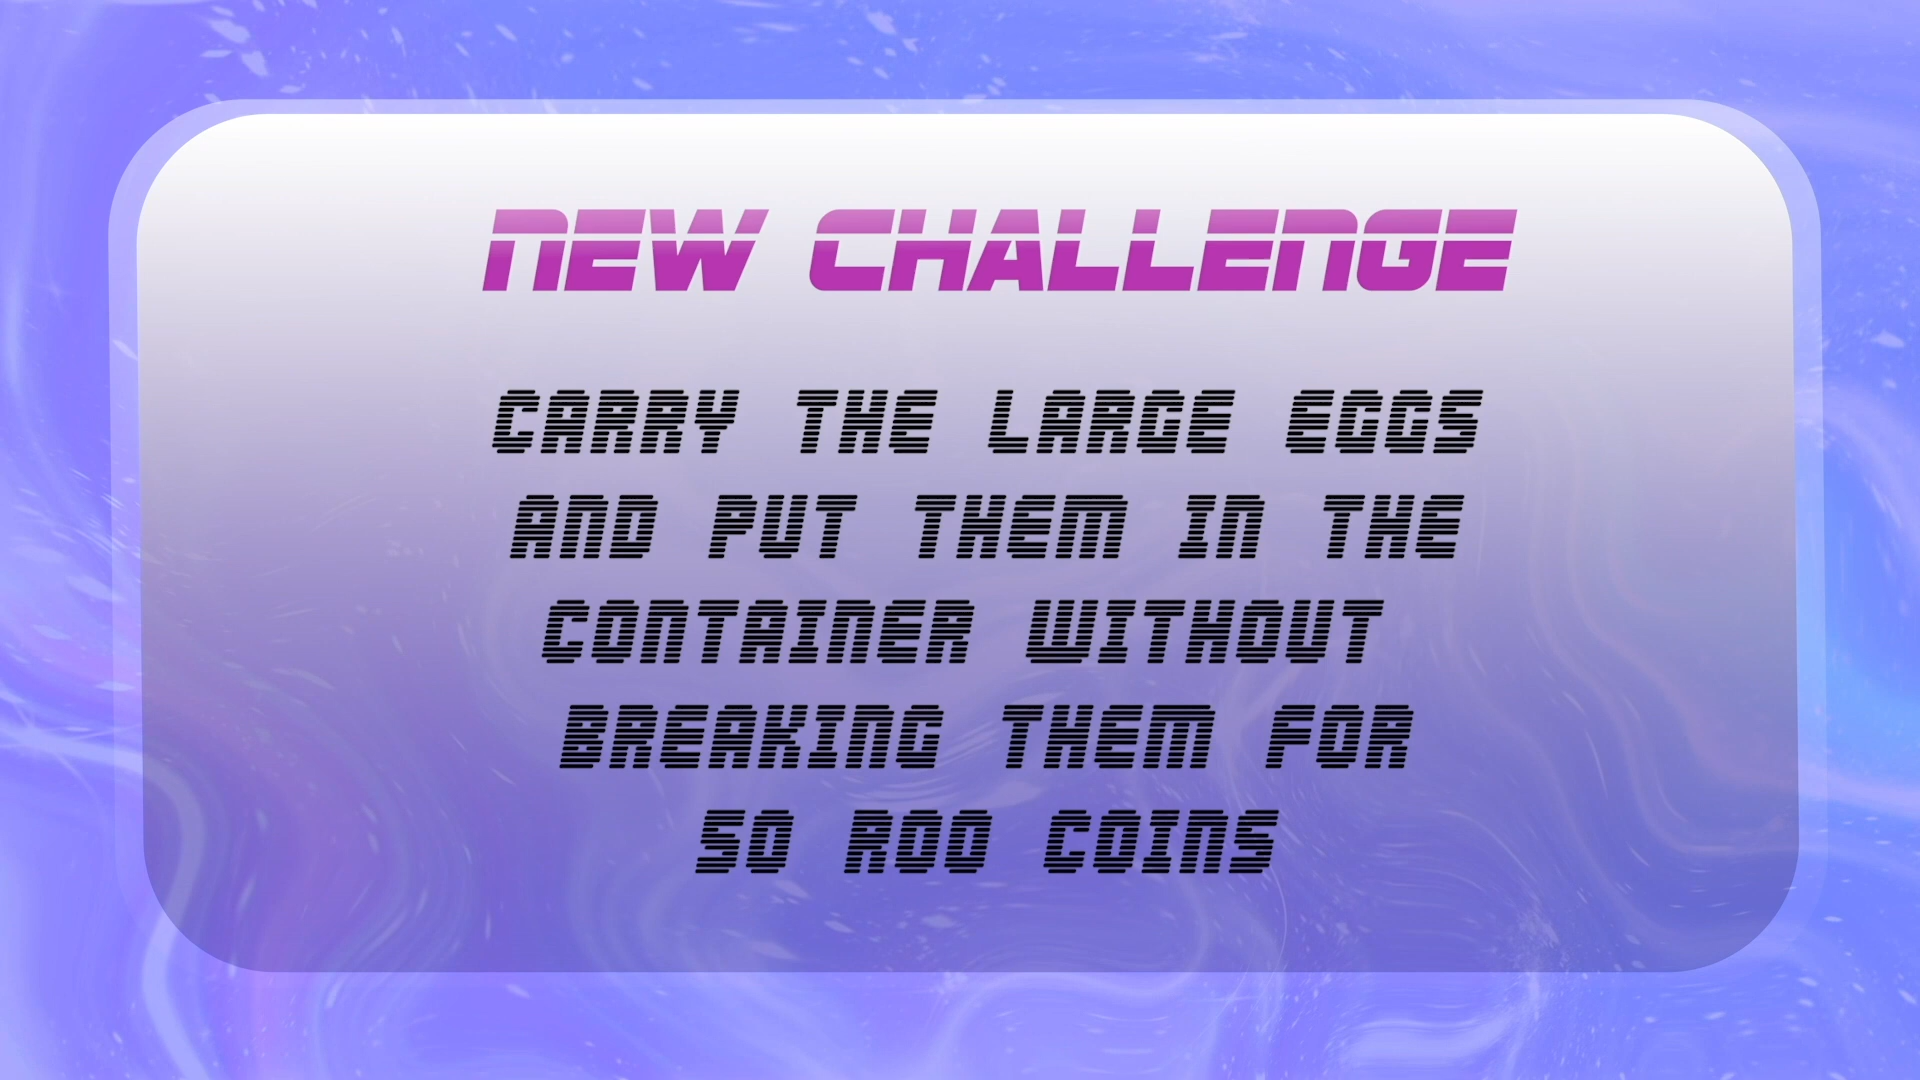 NEW CHALLENGE
CARRY THE LARGE EGGS
AND PUT THEM IN THE
CONTAINER WITHOUT
BREAKING THEM FOR
50 ROO COINS